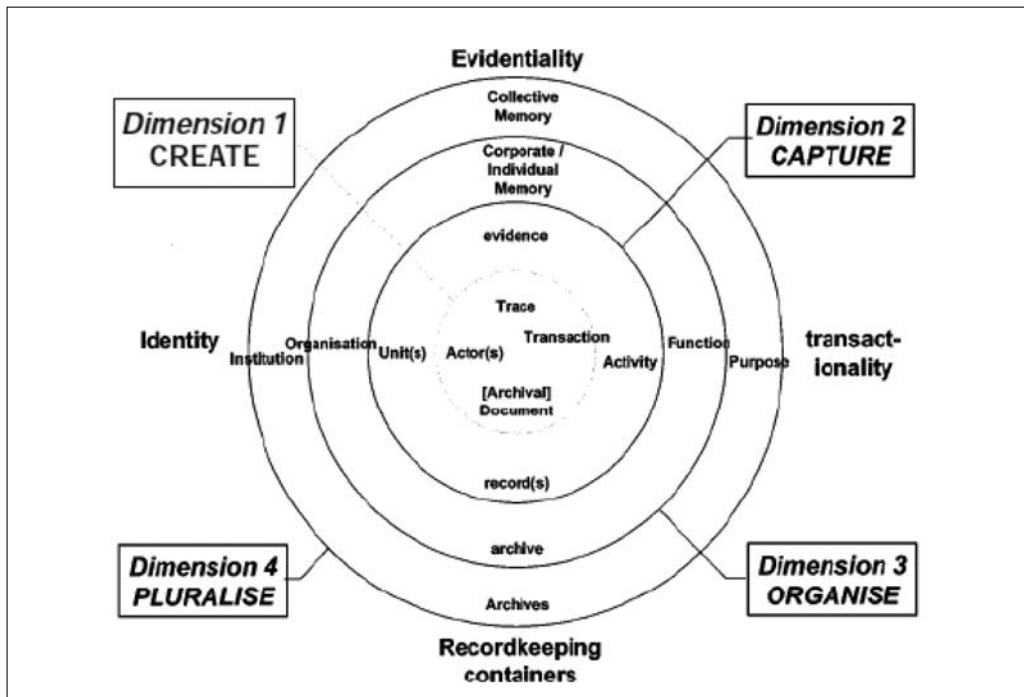 Evidentiality
Collective
Memory
Dimension 1
CREATE
Dimension 2
CAPTURE
Corporate /
Individual
Memory
evidence
Trace
Transaction
Identity
Institution
Organisation
Unit(s)
Actor(s)
Activity
Function
Purpose
transact-
ionality
[Archival]
Document
record(s)
archive
Archives
Dimension 4
PLURALISE
Dimension 3
ORGANISE
Recordkeeping
containers